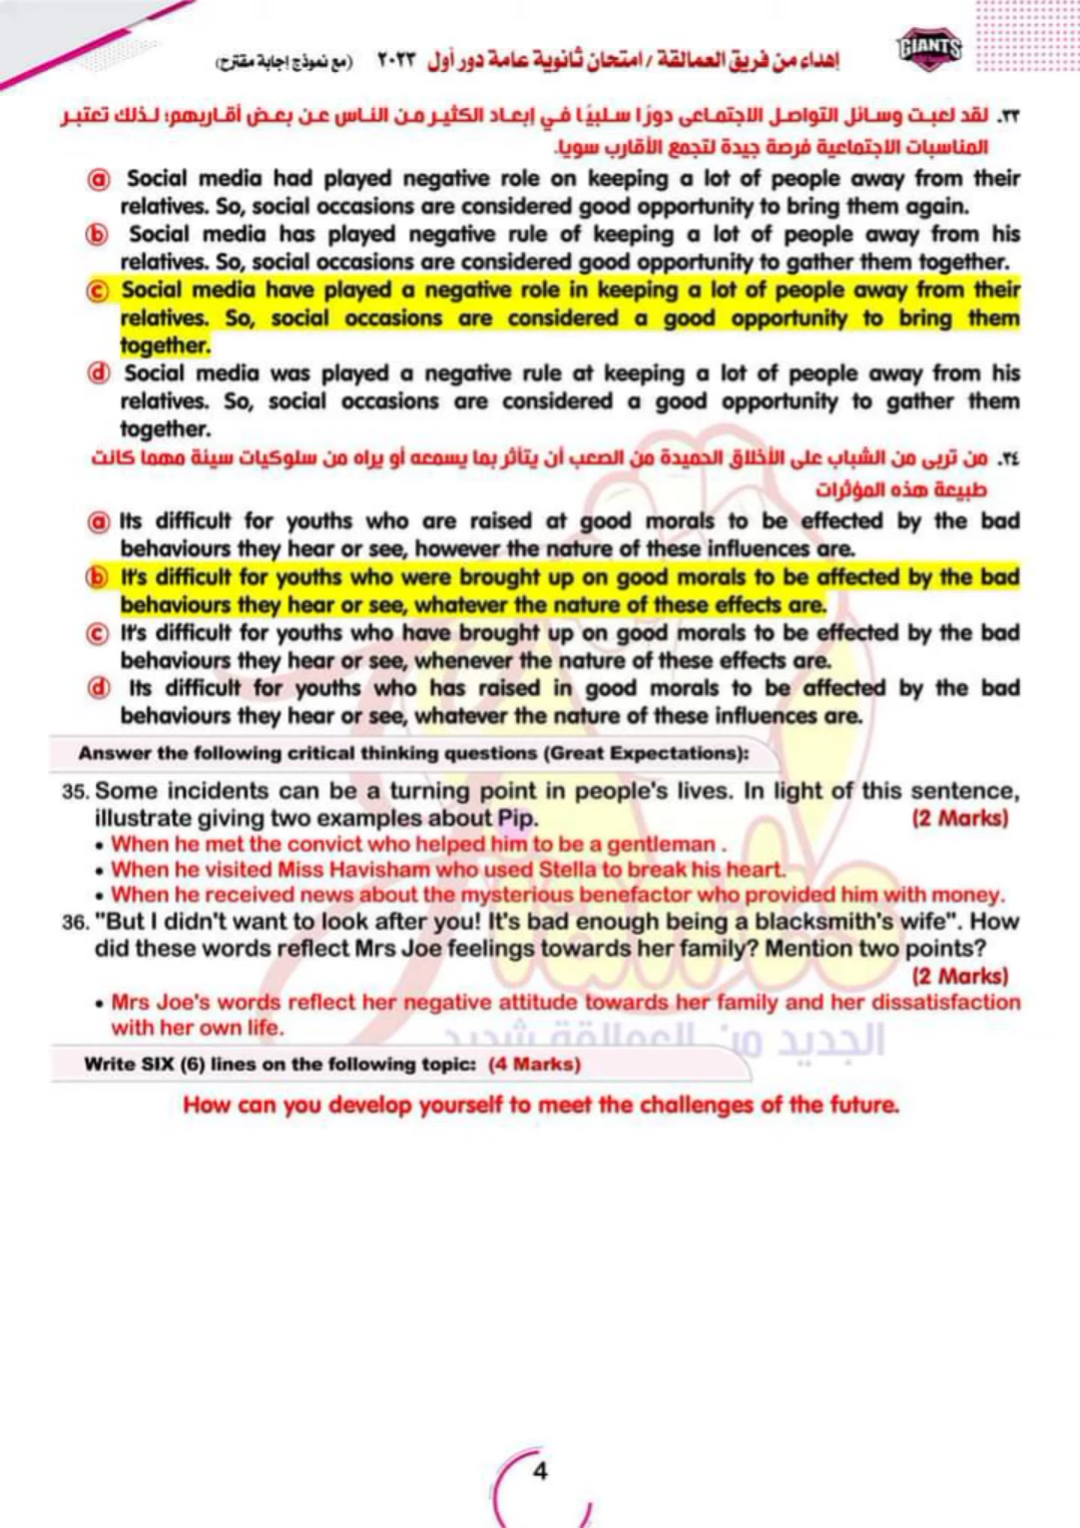 GIANTS
إهداء من فريق العمالقة / امتحان ثانوية عامة دور أول ٢٠٢٣ (مع نموذج إجابة مقترح)
٣٣. لقد لعبت وسائل التواصل الاجتماعى دورًا سلبيًا في إبعاد الكثير من الناس عن بعض أقاربهم؛ لذلك تعتبر
المناسبات الاجتماعية فرصة جيدة لتجمع الأقارب سويا.
ⓐ Social media had played negative role on keeping a lot of people away from their
relatives. So, social occasions are considered good opportunity to bring them again.
ⓑ Social media has played negative rule of keeping a lot of people away from his
relatives. So, social occasions are considered good opportunity to gather them together.
ⓒ Social media have played a negative role in keeping a lot of people away from their
relatives. So, social occasions are considered a good opportunity to bring them
together.
ⓓ Social media was played a negative rule at keeping a lot of people away from his
relatives. So, social occasions are considered a good opportunity to gather them
together.
٣٤. من تربى من الشباب على الأخلاق الحميدة من الصعب أن يتأثر بما يسمعه أو يراه من سلوكيات سيئة مهما كانت
طبيعة هذه المؤثرات
ⓐ Its difficult for youths who are raised at good morals to be effected by the bad
behaviours they hear or see, however the nature of these influences are.
ⓑ It's difficult for youths who were brought up on good morals to be affected by the bad
behaviours they hear or see, whatever the nature of these effects are.
ⓒ It's difficult for youths who have brought up on good morals to be effected by the bad
behaviours they hear or see, whenever the nature of these effects are.
ⓓ Its difficult for youths who has raised in good morals to be affected by the bad
behaviours they hear or see, whatever the nature of these influences are.
Answer the following critical thinking questions (Great Expectations):
35. Some incidents can be a turning point in people's lives. In light of this sentence,
illustrate giving two examples about Pip. (2 Marks)
• When he met the convict who helped him to be a gentleman .
• When he visited Miss Havisham who used Stella to break his heart.
• When he received news about the mysterious benefactor who provided him with money.
36. "But I didn't want to look after you! It's bad enough being a blacksmith's wife". How
did these words reflect Mrs Joe feelings towards her family? Mention two points?
(2 Marks)
• Mrs Joe's words reflect her negative attitude towards her family and her dissatisfaction
with her own life.
الجديد من العمالقة شديد
Write SIX (6) lines on the following topic: (4 Marks)
How can you develop yourself to meet the challenges of the future.
4